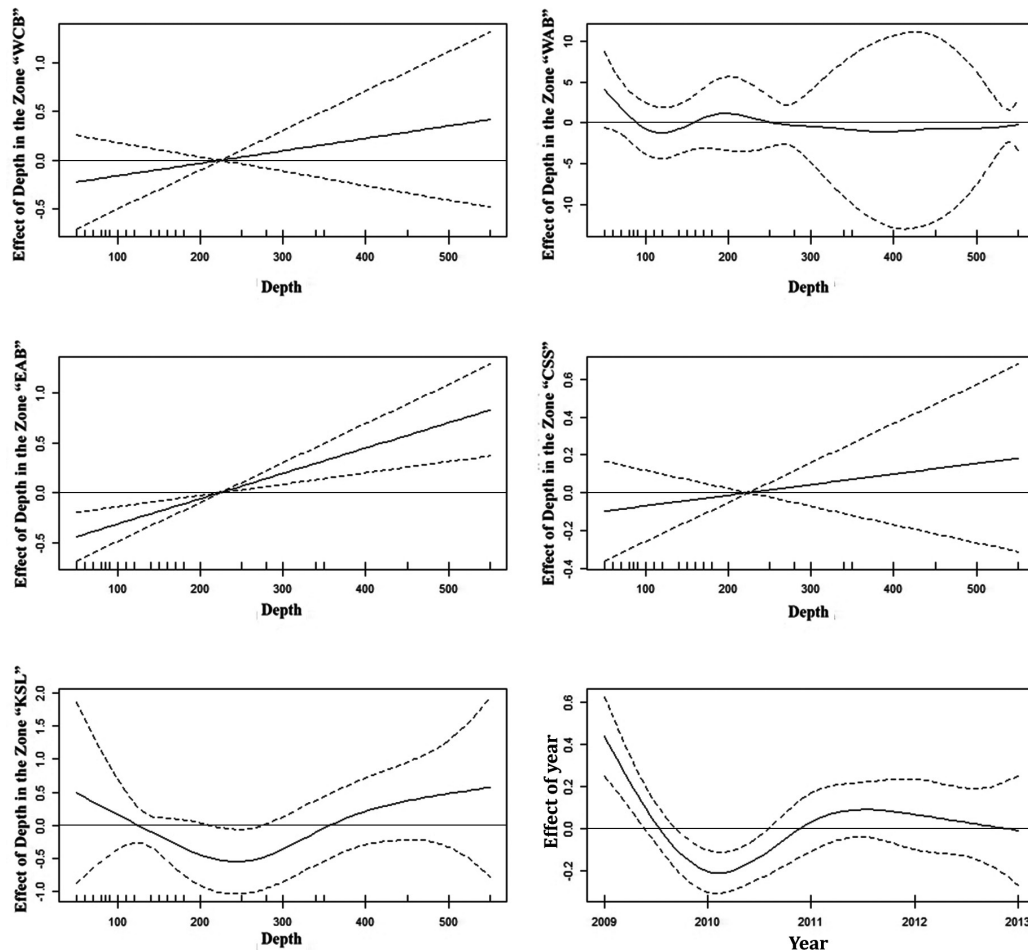 Effect of Depth in the Zone “WCB”
1.0
0.5
0.0
-0.5
100 200 300 400 500
Depth
Effect of Depth in the Zone “WAB”
10
5
0
-5
-10
100 200 300 400 500
Depth
Effect of Depth in the Zone “EAB”
1.0
0.5
0.0
-0.5
100 200 300 400 500
Depth
Effect of Depth in the Zone “CSS”
0.6
0.4
0.2
0.0
-0.2
-0.4
100 200 300 400 500
Depth
Effect of Depth in the Zone “KSL”
2.0
1.0
0.5
0.0
-0.5
-1.0
100 200 300 400 500
Depth
Effect of year
0.6
0.4
0.2
0.0
-0.2
2009 2010 2011 2012 2013
Year